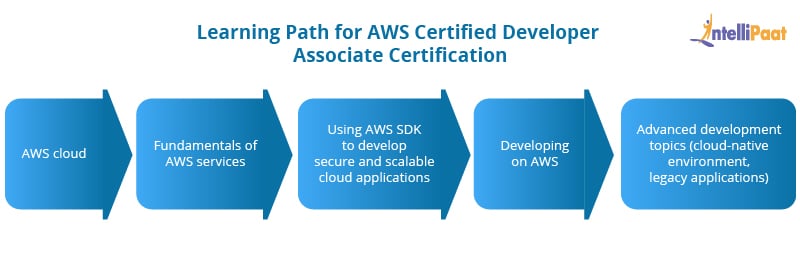 Learning Path for AWS Certified Developer
Associate Certification
intelliPaat
AWS cloud
Fundamentals of
AWS services
Using AWS SDK
to develop
secure and scalable
cloud applications
Developing
on AWS
Advanced development
topics (cloud-native
environment,
legacy applications)